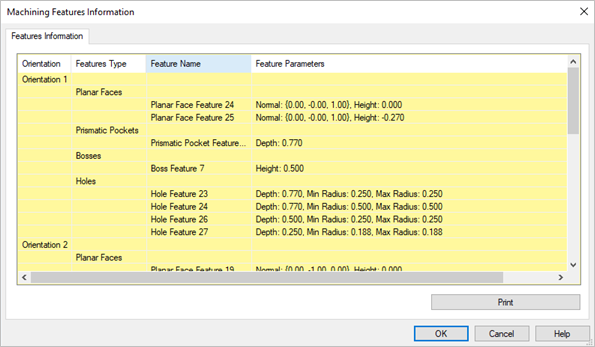 Machining Features Information
Features Information
Orientation Features Type Feature Name Feature Parameters
Orientation 1
Planar Faces
Planar Face Feature 24 Normal: {0.00, -0.00, 1.00}, Height: 0.000
Planar Face Feature 25 Normal: {0.00, -0.00, 1.00}, Height: -0.270
Prismatic Pockets
Prismatic Pocket Feature... Depth: 0.770
Bosses
Boss Feature 7 Height: 0.500
Holes
Hole Feature 23 Depth: 0.770, Min Radius: 0.250, Max Radius: 0.250
Hole Feature 24 Depth: 0.770, Min Radius: 0.500, Max Radius: 0.500
Hole Feature 26 Depth: 0.500, Min Radius: 0.250, Max Radius: 0.250
Hole Feature 27 Depth: 0.250, Min Radius: 0.188, Max Radius: 0.188
Orientation 2
Planar Faces
Planar Face Feature 19 Normal: {0.00, -1.00, 0.00}, Height: 0.000
Print
OK Cancel Help